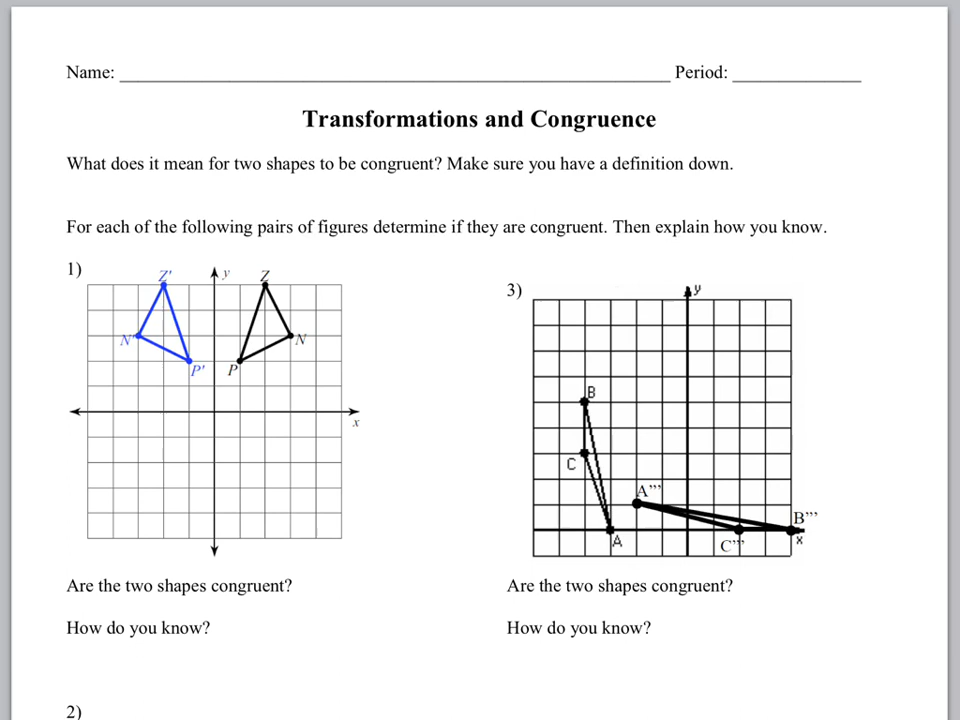 Name: ______________________________ Period: ______________
Transformations and Congruence
What does it mean for two shapes to be congruent? Make sure you have a definition down.
For each of the following pairs of figures determine if they are congruent. Then explain how you know.
1)
Z' y Z
N' N
P' P
x
3)
y
B
C
A'''
B'''
A C''' x
Are the two shapes congruent?
How do you know?
Are the two shapes congruent?
How do you know?
2)